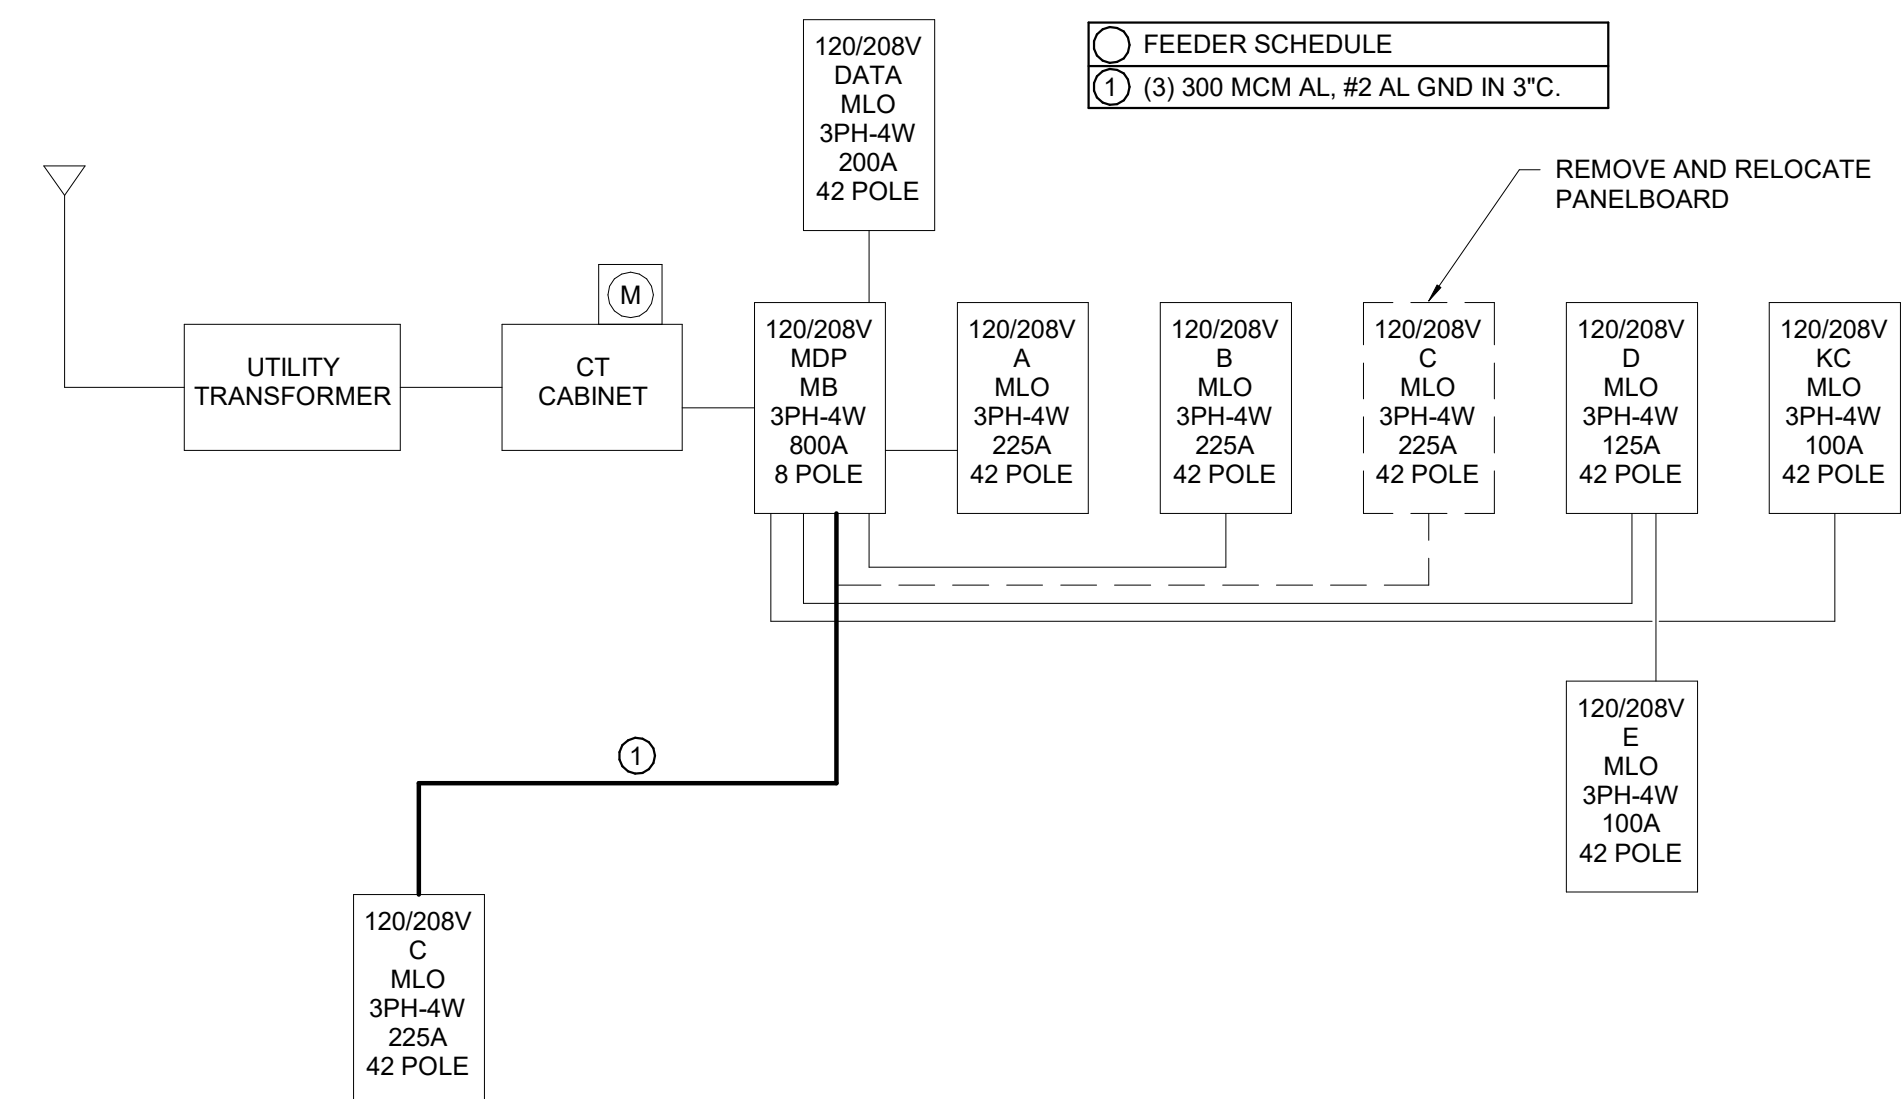 120/208V
DATA
MLO
3PH-4W
200A
42 POLE
FEEDER SCHEDULE
1 (3) 300 MCM AL, #2 AL GND IN 3"C.
REMOVE AND RELOCATE
PANELBOARD
UTILITY
TRANSFORMER
M
CT
CABINET
120/208V
MDP
MB
3PH-4W
800A
8 POLE
120/208V
A
MLO
3PH-4W
225A
42 POLE
120/208V
B
MLO
3PH-4W
225A
42 POLE
120/208V
C
MLO
3PH-4W
225A
42 POLE
120/208V
D
MLO
3PH-4W
125A
42 POLE
120/208V
KC
MLO
3PH-4W
100A
42 POLE
120/208V
E
MLO
3PH-4W
100A
42 POLE
1
120/208V
C
MLO
3PH-4W
225A
42 POLE